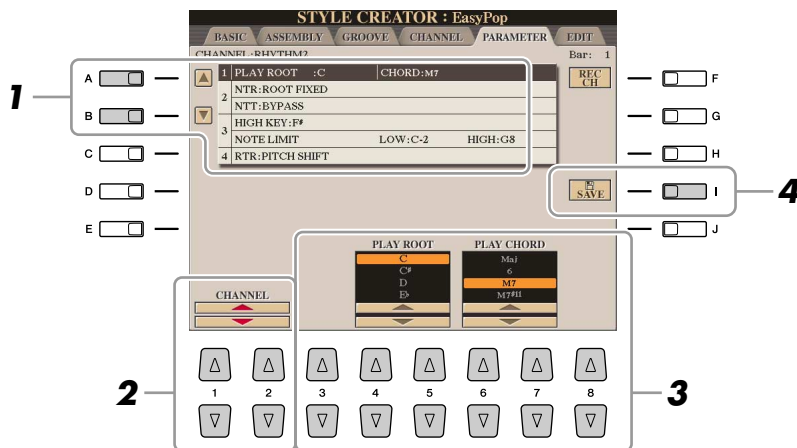 STYLE CREATOR : EasyPop
BASIC ASSEMBLY GROOVE CHANNEL PARAMETER EDIT
CHANNEL:RHYTHM2 Bar: 1
1 PLAY ROOT :C CHORD:M7
REC CH
2 NTR:ROOT FIXED
NTT:BYPASS
3 HIGH KEY:F♯
NOTE LIMIT LOW:C-2 HIGH:G8
4 RTR:PITCH SHIFT
SAVE
A
B
C
D
E
F
G
H
I
J
1
4
PLAY ROOT PLAY CHORD
C Maj
C♯ 6
D M7
E♭ M7♯11
CHANNEL
2
1 2 3 4 5 6 7 8
3